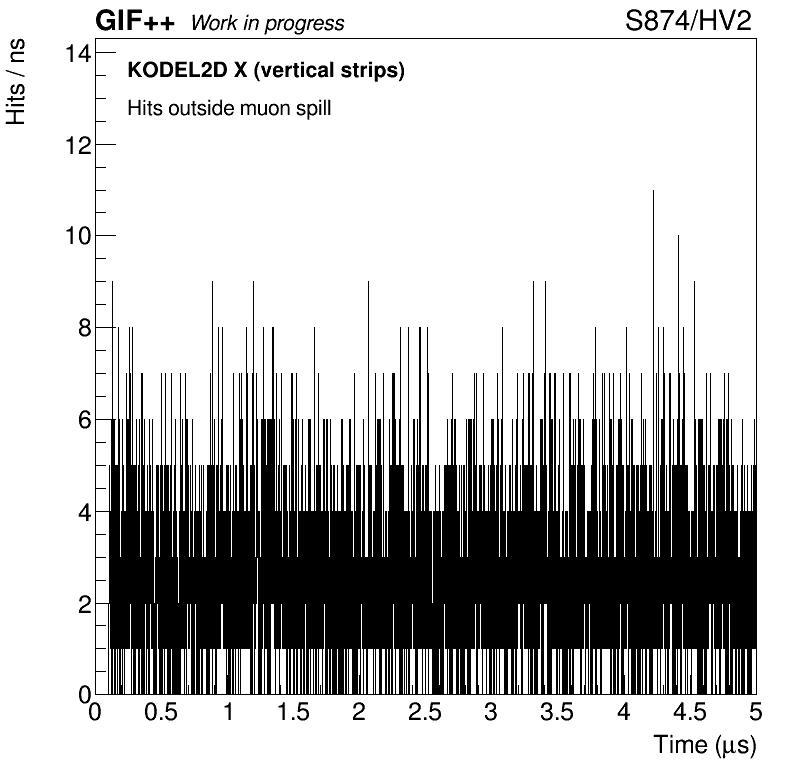 GIF++ Work in progress S874/HV2
Hits / ns
KODEL2D X (vertical strips)
Hits outside muon spill
14
12
10
8
6
4
2
0
0 0.5 1 1.5 2 2.5 3 3.5 4 4.5 5
Time (μs)